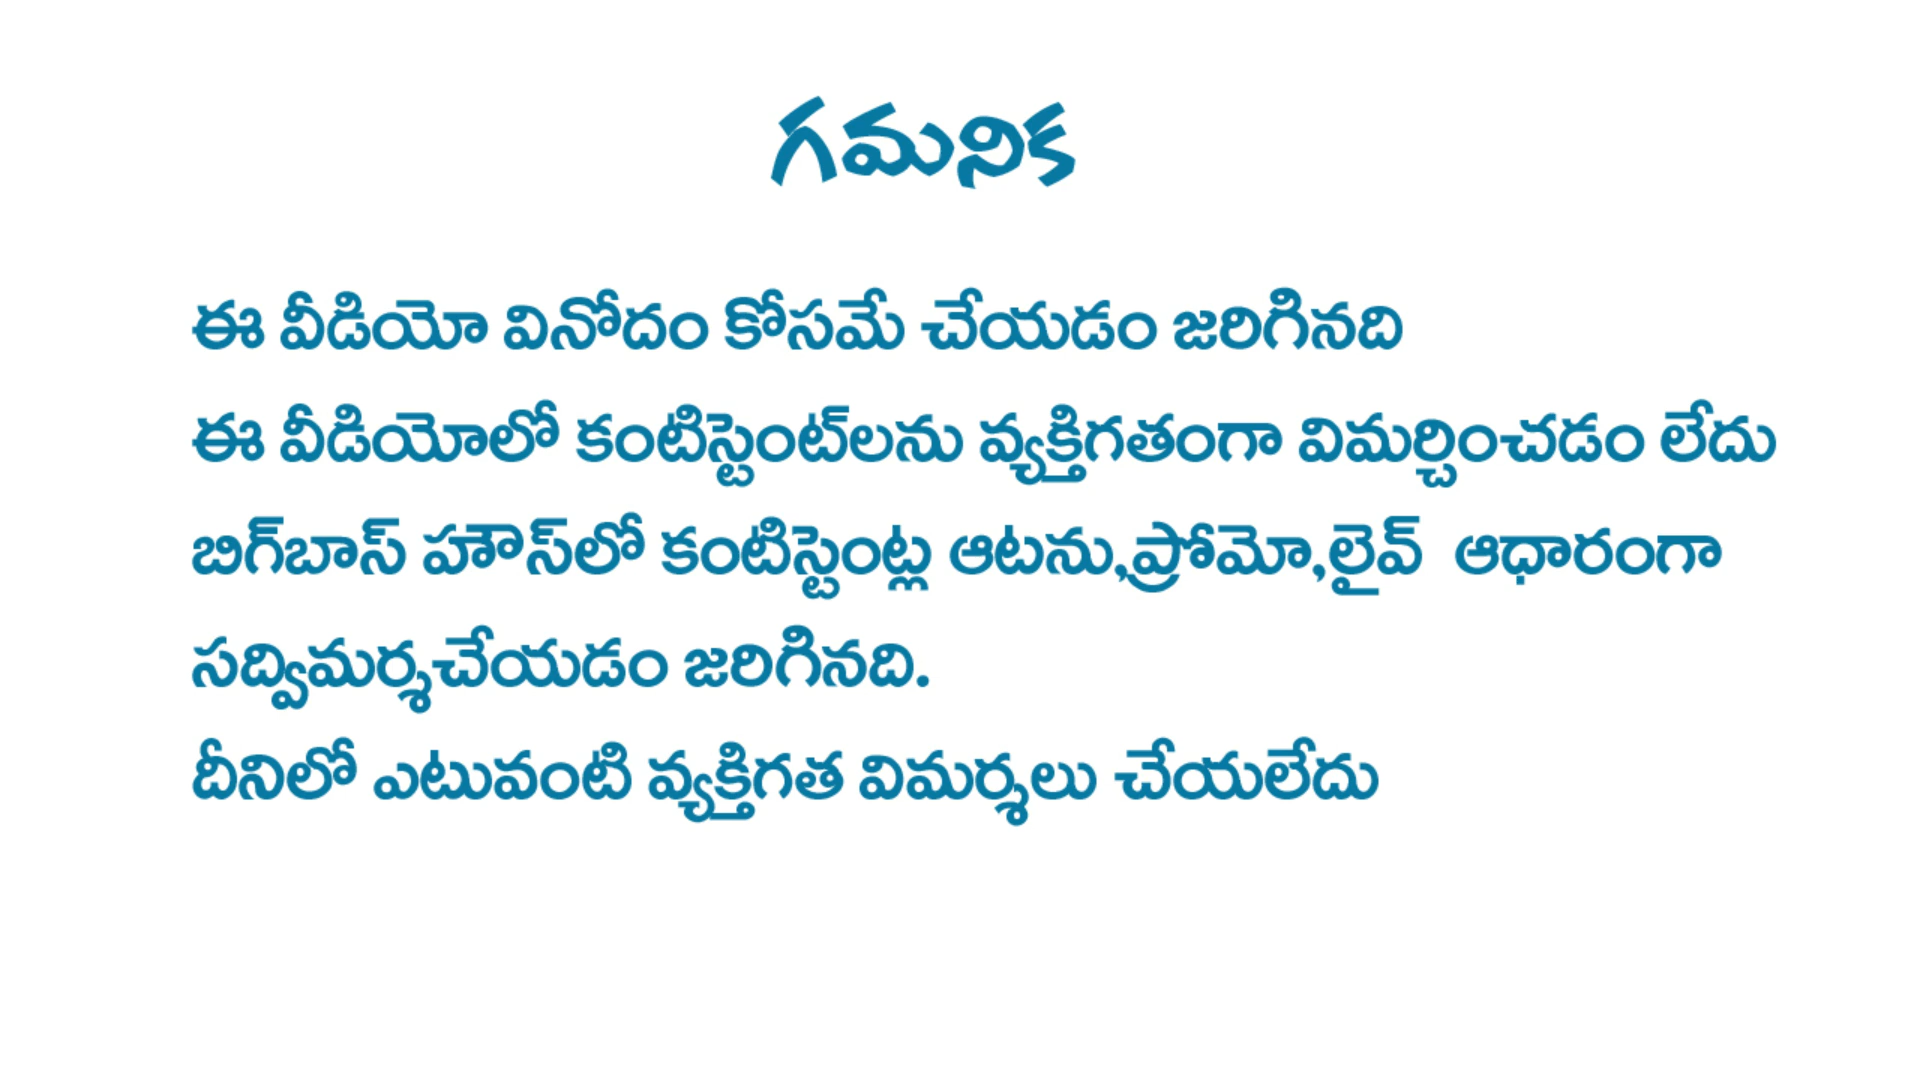 గమనిక
ఈ వీడియో వినోదం కోసమే చేయడం జరిగినది
ఈ వీడియోలో కంటిస్టెంట్‌లను వ్యక్తిగతంగా విమర్చించడం లేదు
బిగ్‌బాస్ హౌస్‌లో కంటిస్టెంట్ల ఆటను,ప్రోమో,లైవ్ ఆధారంగా
సద్విమర్శచేయడం జరిగినది.
దీనిలో ఎటువంటి వ్యక్తిగత విమర్శలు చేయలేదు